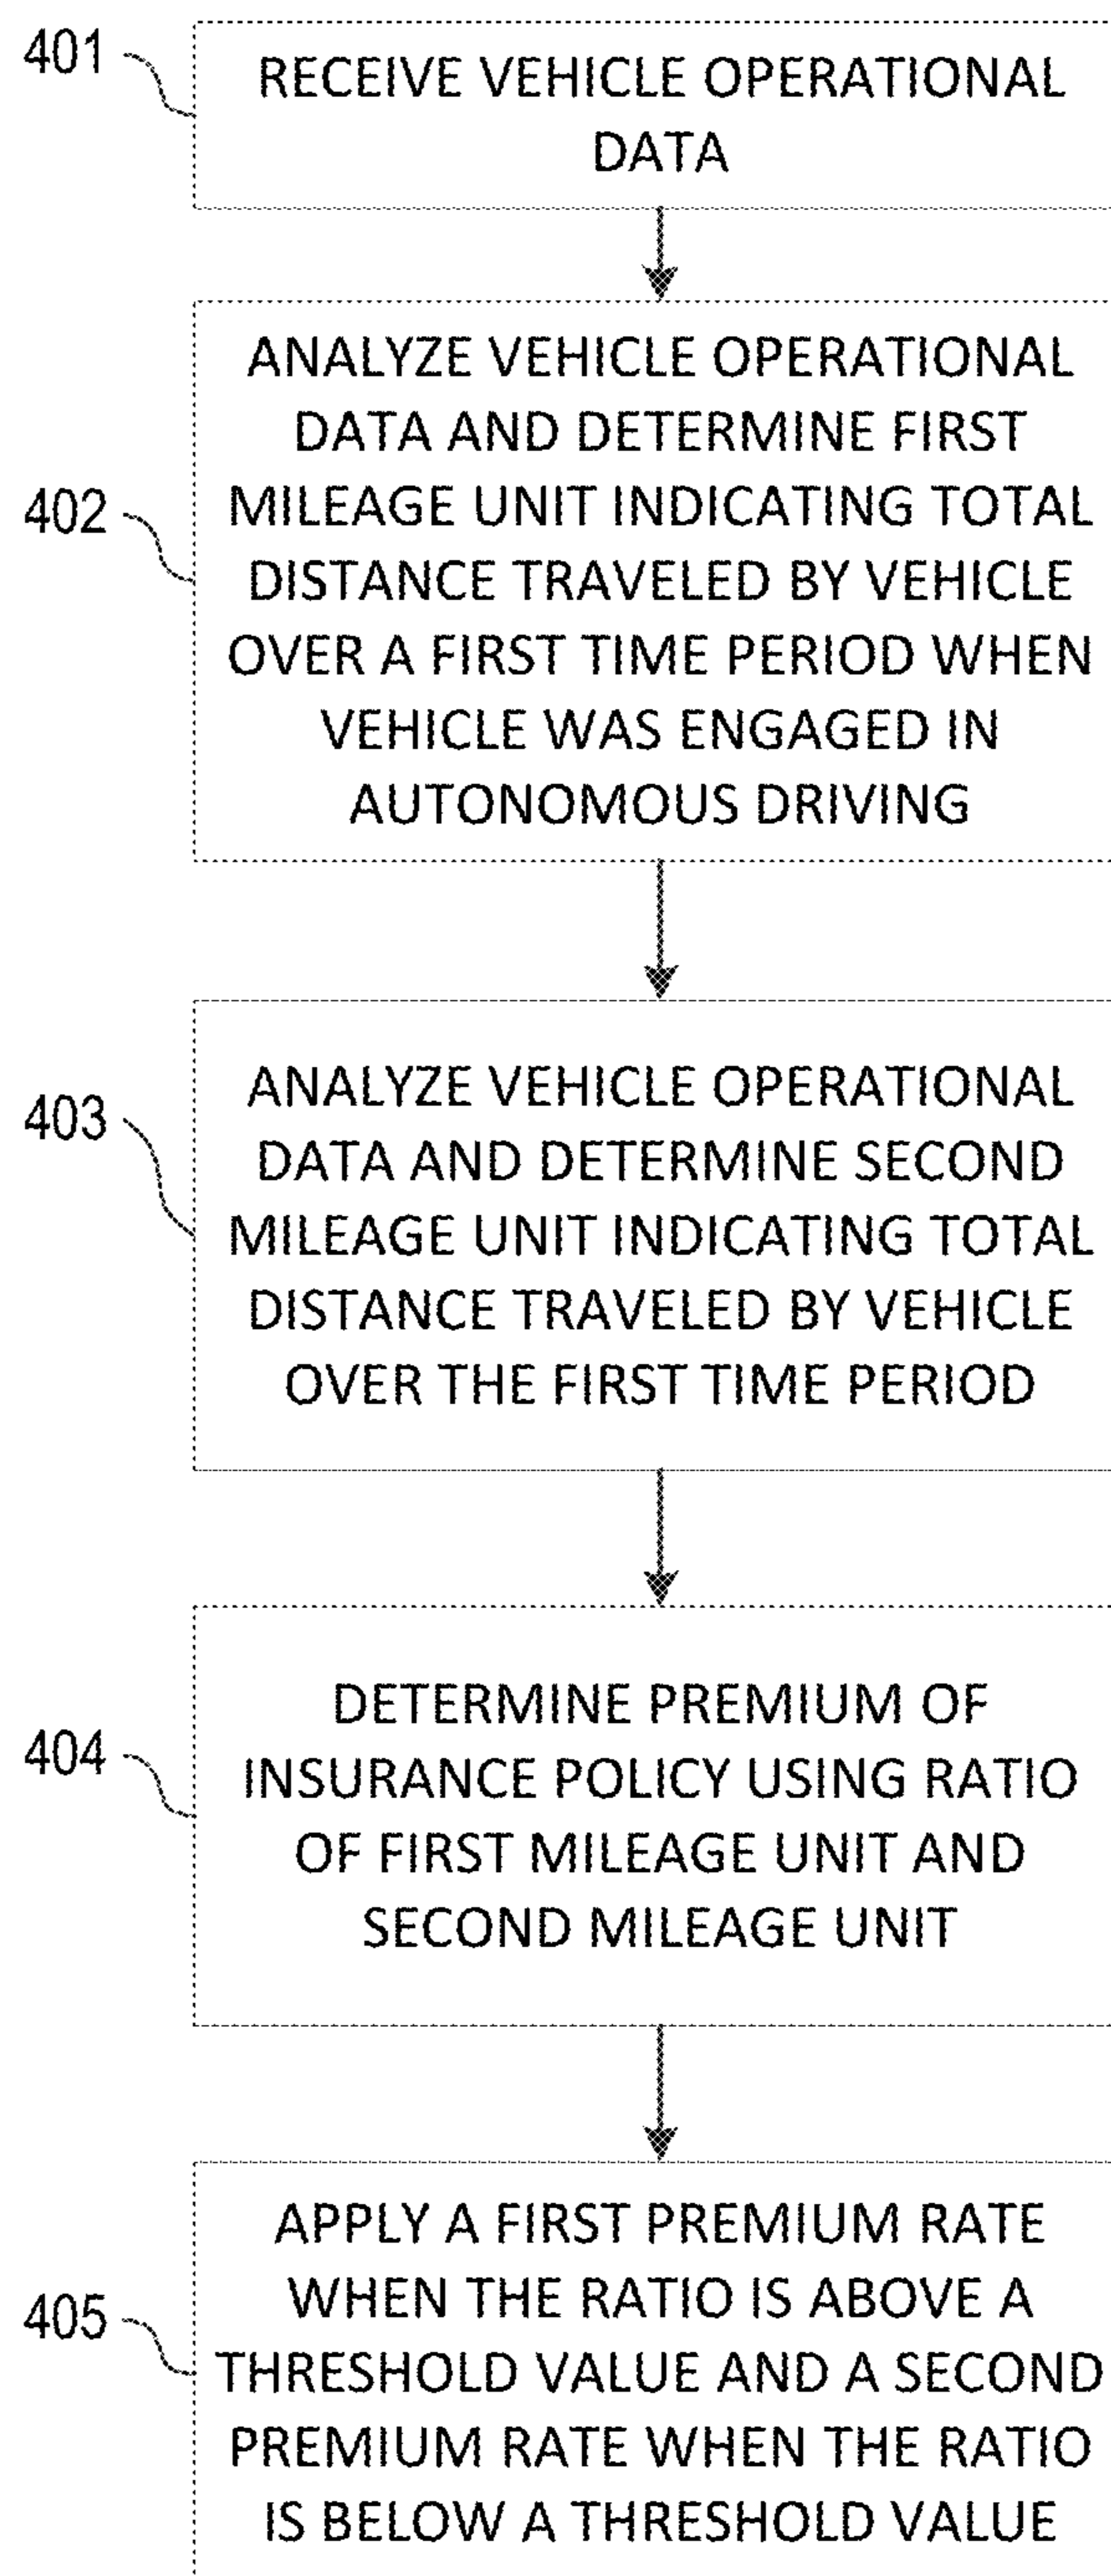 401
RECEIVE VEHICLE OPERATIONAL
DATA
402
ANALYZE VEHICLE OPERATIONAL
DATA AND DETERMINE FIRST
MILEAGE UNIT INDICATING TOTAL
DISTANCE TRAVELED BY VEHICLE
OVER A FIRST TIME PERIOD WHEN
VEHICLE WAS ENGAGED IN
AUTONOMOUS DRIVING
403
ANALYZE VEHICLE OPERATIONAL
DATA AND DETERMINE SECOND
MILEAGE UNIT INDICATING TOTAL
DISTANCE TRAVELED BY VEHICLE
OVER THE FIRST TIME PERIOD
404
DETERMINE PREMIUM OF
INSURANCE POLICY USING RATIO
OF FIRST MILEAGE UNIT AND
SECOND MILEAGE UNIT
405
APPLY A FIRST PREMIUM RATE
WHEN THE RATIO IS ABOVE A
THRESHOLD VALUE AND A SECOND
PREMIUM RATE WHEN THE RATIO
IS BELOW A THRESHOLD VALUE